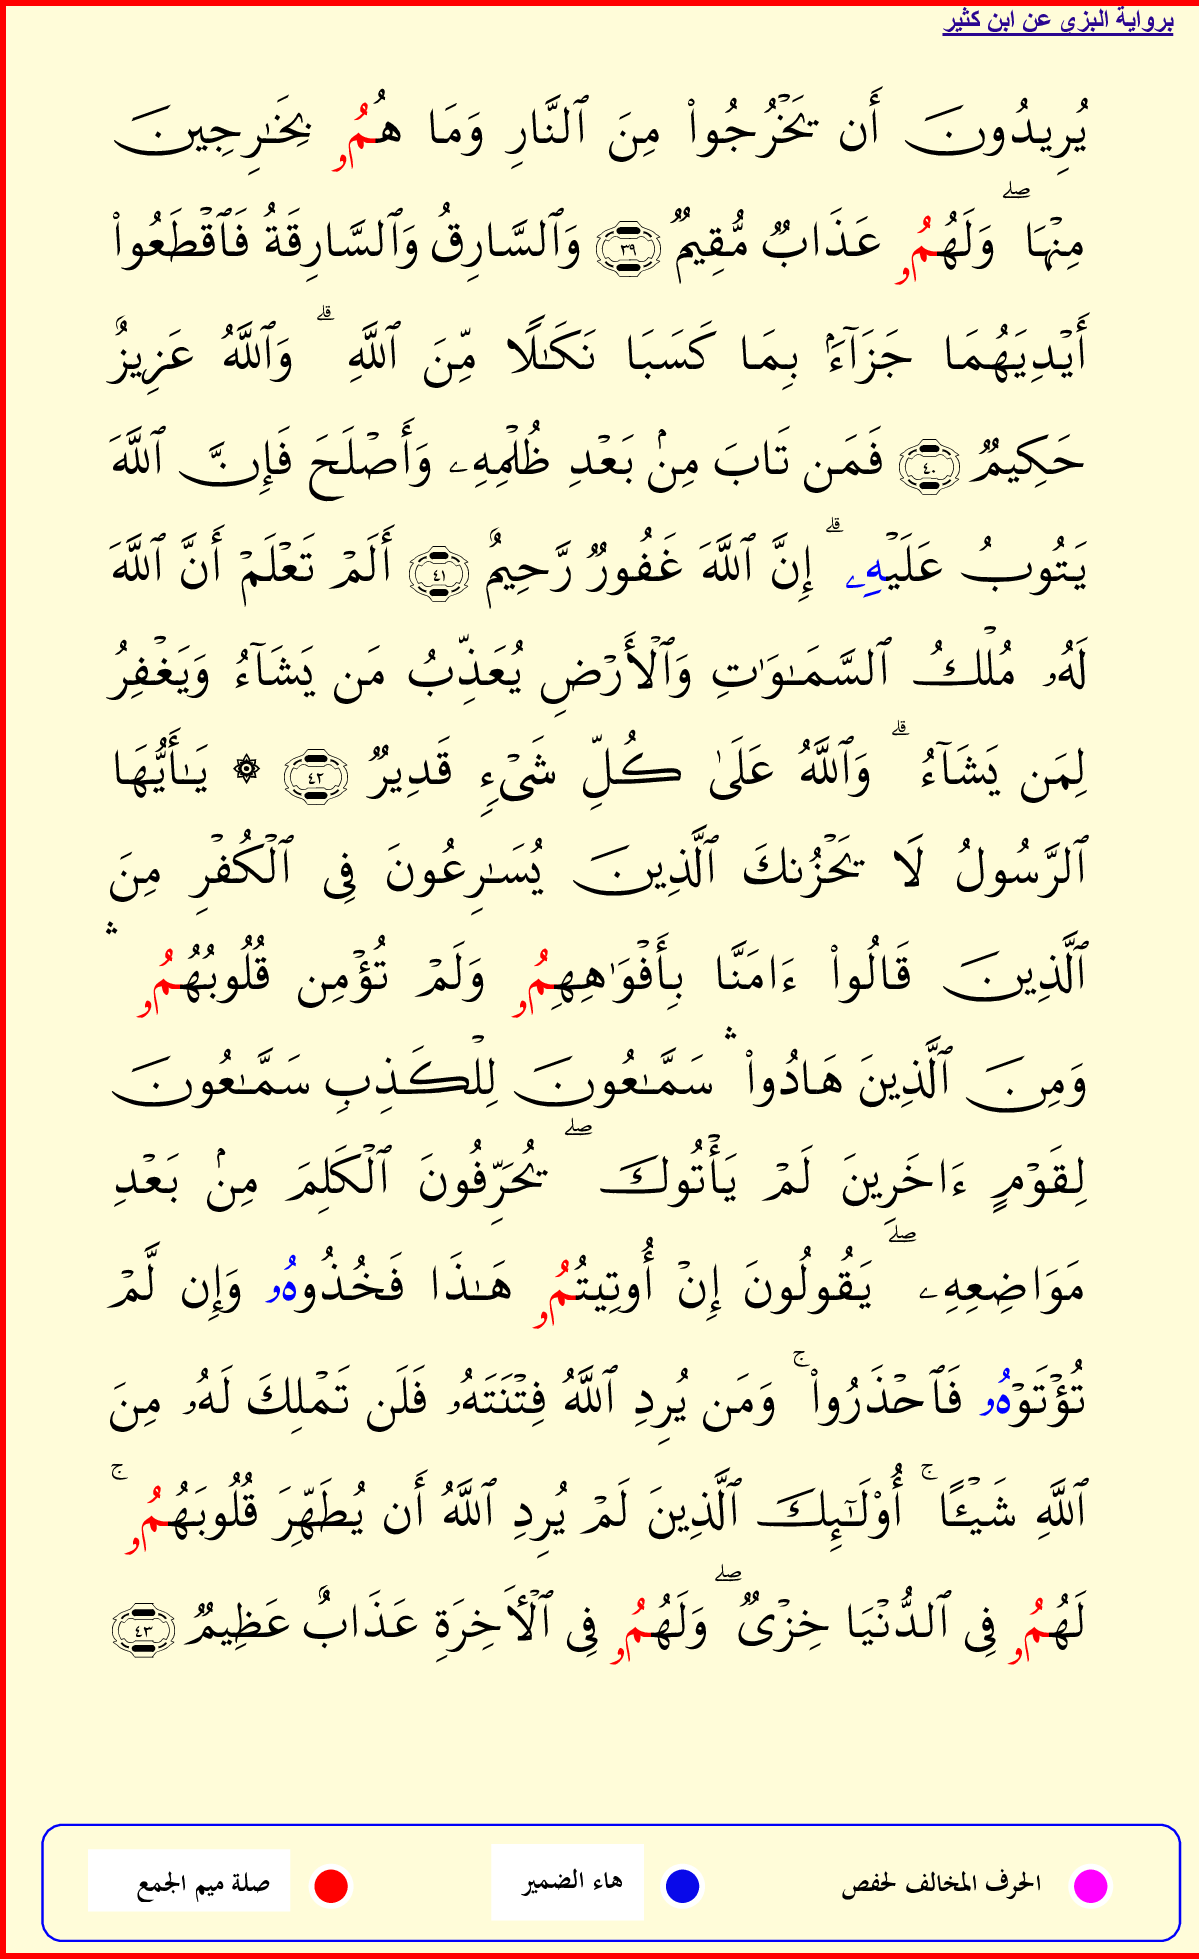 برواية البزي عن ابن كثير
يُرِيدُونَ أَن يَخْرُجُوا۟ مِنَ ٱلنَّارِ وَمَا هُمُۥ بِخَـٰرِجِينَ
مِنْهَا ۖ وَلَهُمُۥ عَذَابٌ مُّقِيمٌ ٣٩ وَٱلسَّارِقُ وَٱلسَّارِقَةُ فَٱقْطَعُوا۟
أَيْدِيَهُمَا جَزَآءًۢ بِمَا كَسَبَا نَكَـٰلًا مِّنَ ٱللَّهِ ۗ وَٱللَّهُ عَزِيزٌ
حَكِيمٌ ٤٠ فَمَن تَابَ مِنۢ بَعْدِ ظُلْمِهِۦ وَأَصْلَحَ فَإِنَّ ٱللَّهَ
يَتُوبُ عَلَيْهِۦ ۗ إِنَّ ٱللَّهَ غَفُورٌ رَّحِيمٌ ٤١ أَلَمْ تَعْلَمْ أَنَّ ٱللَّهَ
لَهُۥ مُلْكُ ٱلسَّمَـٰوَٰتِ وَٱلْأَرْضِ يُعَذِّبُ مَن يَشَآءُ وَيَغْفِرُ
لِمَن يَشَآءُ ۗ وَٱللَّهُ عَلَىٰ كُلِّ شَىْءٍ قَدِيرٌ ٤٢ ۞ يَـٰٓأَيُّهَا
ٱلرَّسُولُ لَا يَحْزُنكَ ٱلَّذِينَ يُسَـٰرِعُونَ فِى ٱلْكُفْرِ مِنَ
ٱلَّذِينَ قَالُوا۟ ءَامَنَّا بِأَفْوَٰهِهِمُۥ وَلَمْ تُؤْمِن قُلُوبُهُمُۥ ۛ
وَمِنَ ٱلَّذِينَ هَادُوا۟ ۛ سَمَّـٰعُونَ لِلْكَذِبِ سَمَّـٰعُونَ
لِقَوْمٍ ءَاخَرِينَ لَمْ يَأْتُوكَ ۖ يُحَرِّفُونَ ٱلْكَلِمَ مِنۢ بَعْدِ
مَوَاضِعِهِۦ ۖ يَقُولُونَ إِنْ أُوتِيتُمُۥ هَـٰذَا فَخُذُوهُۥ وَإِن لَّمْ
تُؤْتَوْهُۥ فَٱحْذَرُوا۟ ۚ وَمَن يُرِدِ ٱللَّهُ فِتْنَتَهُۥ فَلَن تَمْلِكَ لَهُۥ مِنَ
ٱللَّهِ شَيْـًٔا ۚ أُو۟لَـٰٓئِكَ ٱلَّذِينَ لَمْ يُرِدِ ٱللَّهُ أَن يُطَهِّرَ قُلُوبَهُمُۥ ۚ
لَهُمُۥ فِى ٱلدُّنْيَا خِزْىٌ ۖ وَلَهُمُۥ فِى ٱلْـَٔاخِرَةِ عَذَابٌ عَظِيمٌ ٤٣
الحرف المخالف لحفص هاء الضمير صلة ميم الجمع